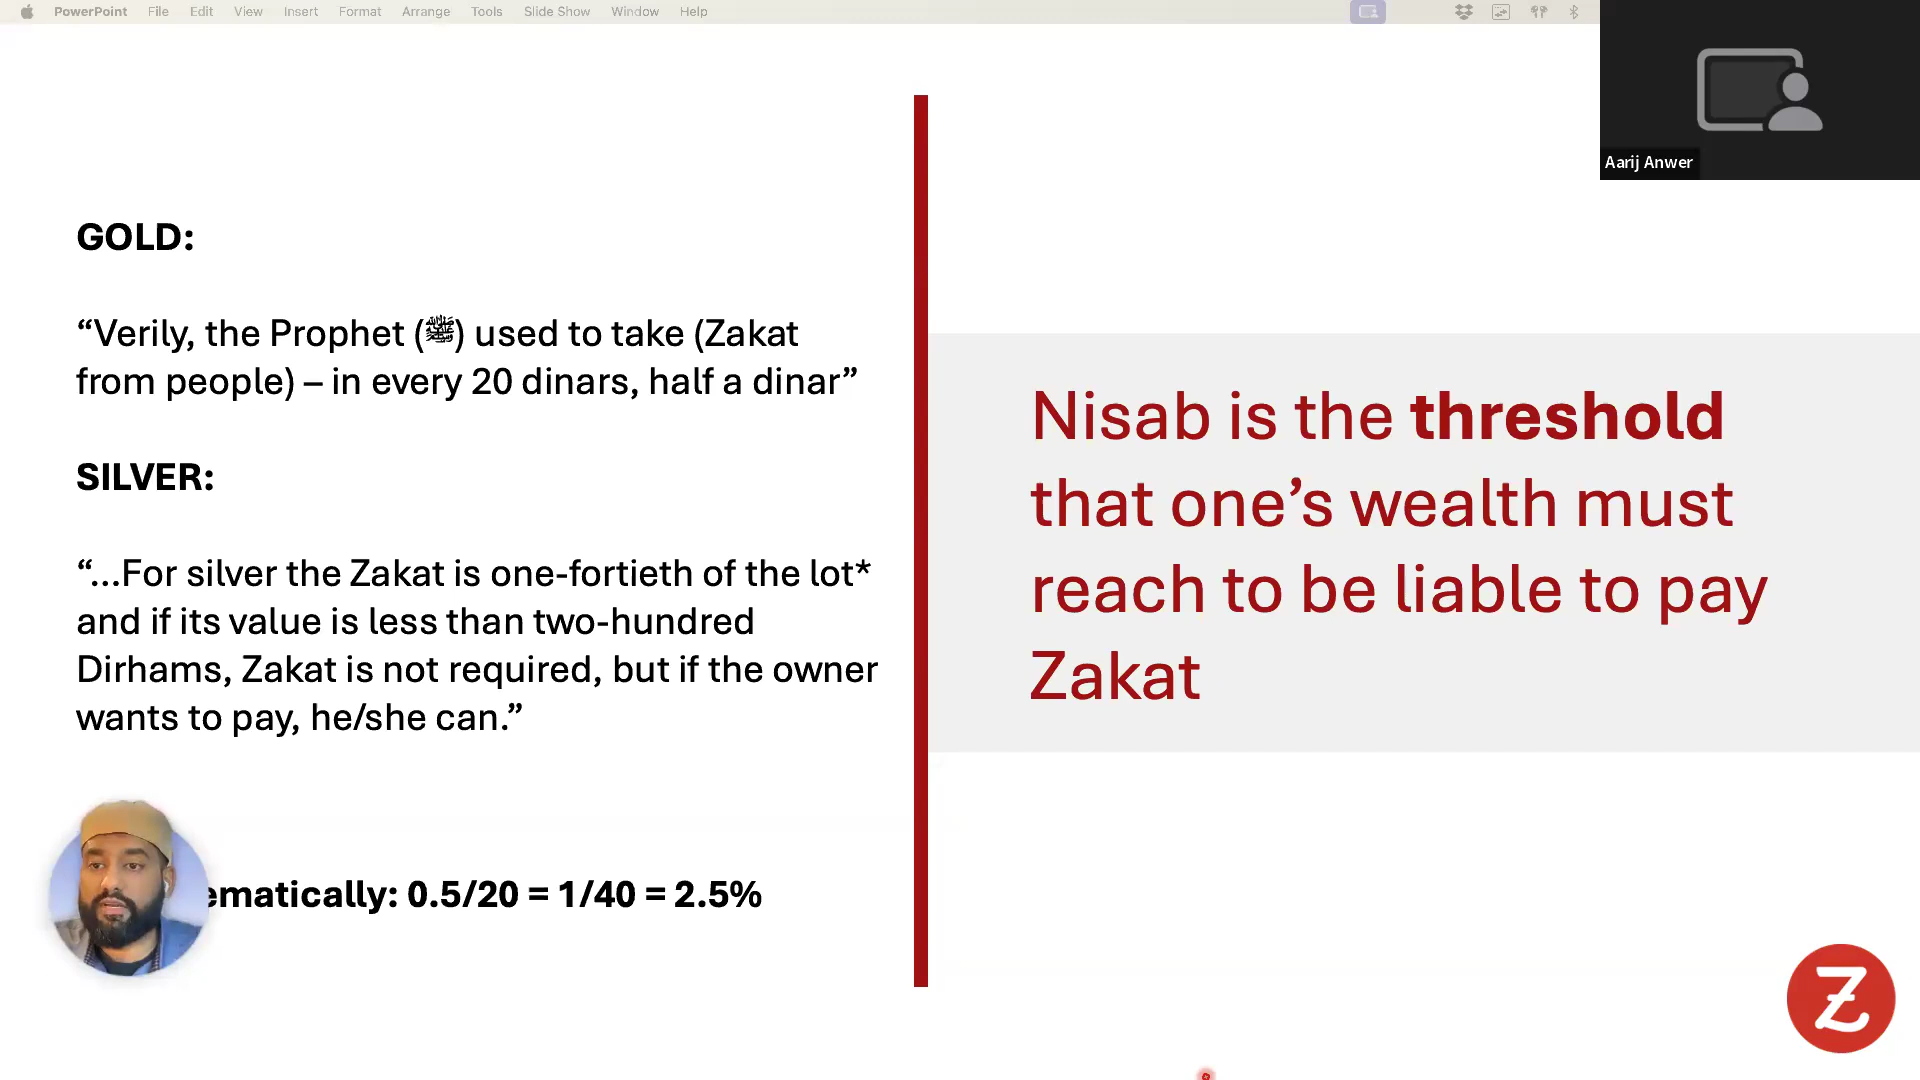 PowerPoint File Edit View Insert Format Arrange Tools Slide Show Window Help
Aarij Anwer
GOLD:
“Verily, the Prophet (ﷺ) used to take (Zakat
from people) – in every 20 dinars, half a dinar”
SILVER:
“…For silver the Zakat is one-fortieth of the lot*
and if its value is less than two-hundred
Dirhams, Zakat is not required, but if the owner
wants to pay, he/she can.”
ematically: 0.5/20 = 1/40 = 2.5%
Nisab is the threshold
that one’s wealth must
reach to be liable to pay
Zakat
Z